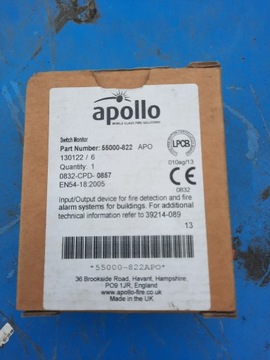 apollo
WORLD CLASS FIRE SOLUTIONS
Switch Monitor
Part Number: 55000-822 APO
130122 / 6
Quantity: 1
0832-CPD- 0857
EN54-18:2005
LPCB
010ag/13
CE
0832
Input/Output device for fire detection and fire
alarm systems for buildings. For additional
technical information refer to 39214-089
13
*55000-822APO*
36 Brookside Road, Havant, Hampshire,
PO9 1JR, England
www.apollo-fire.co.uk
Made in the UK